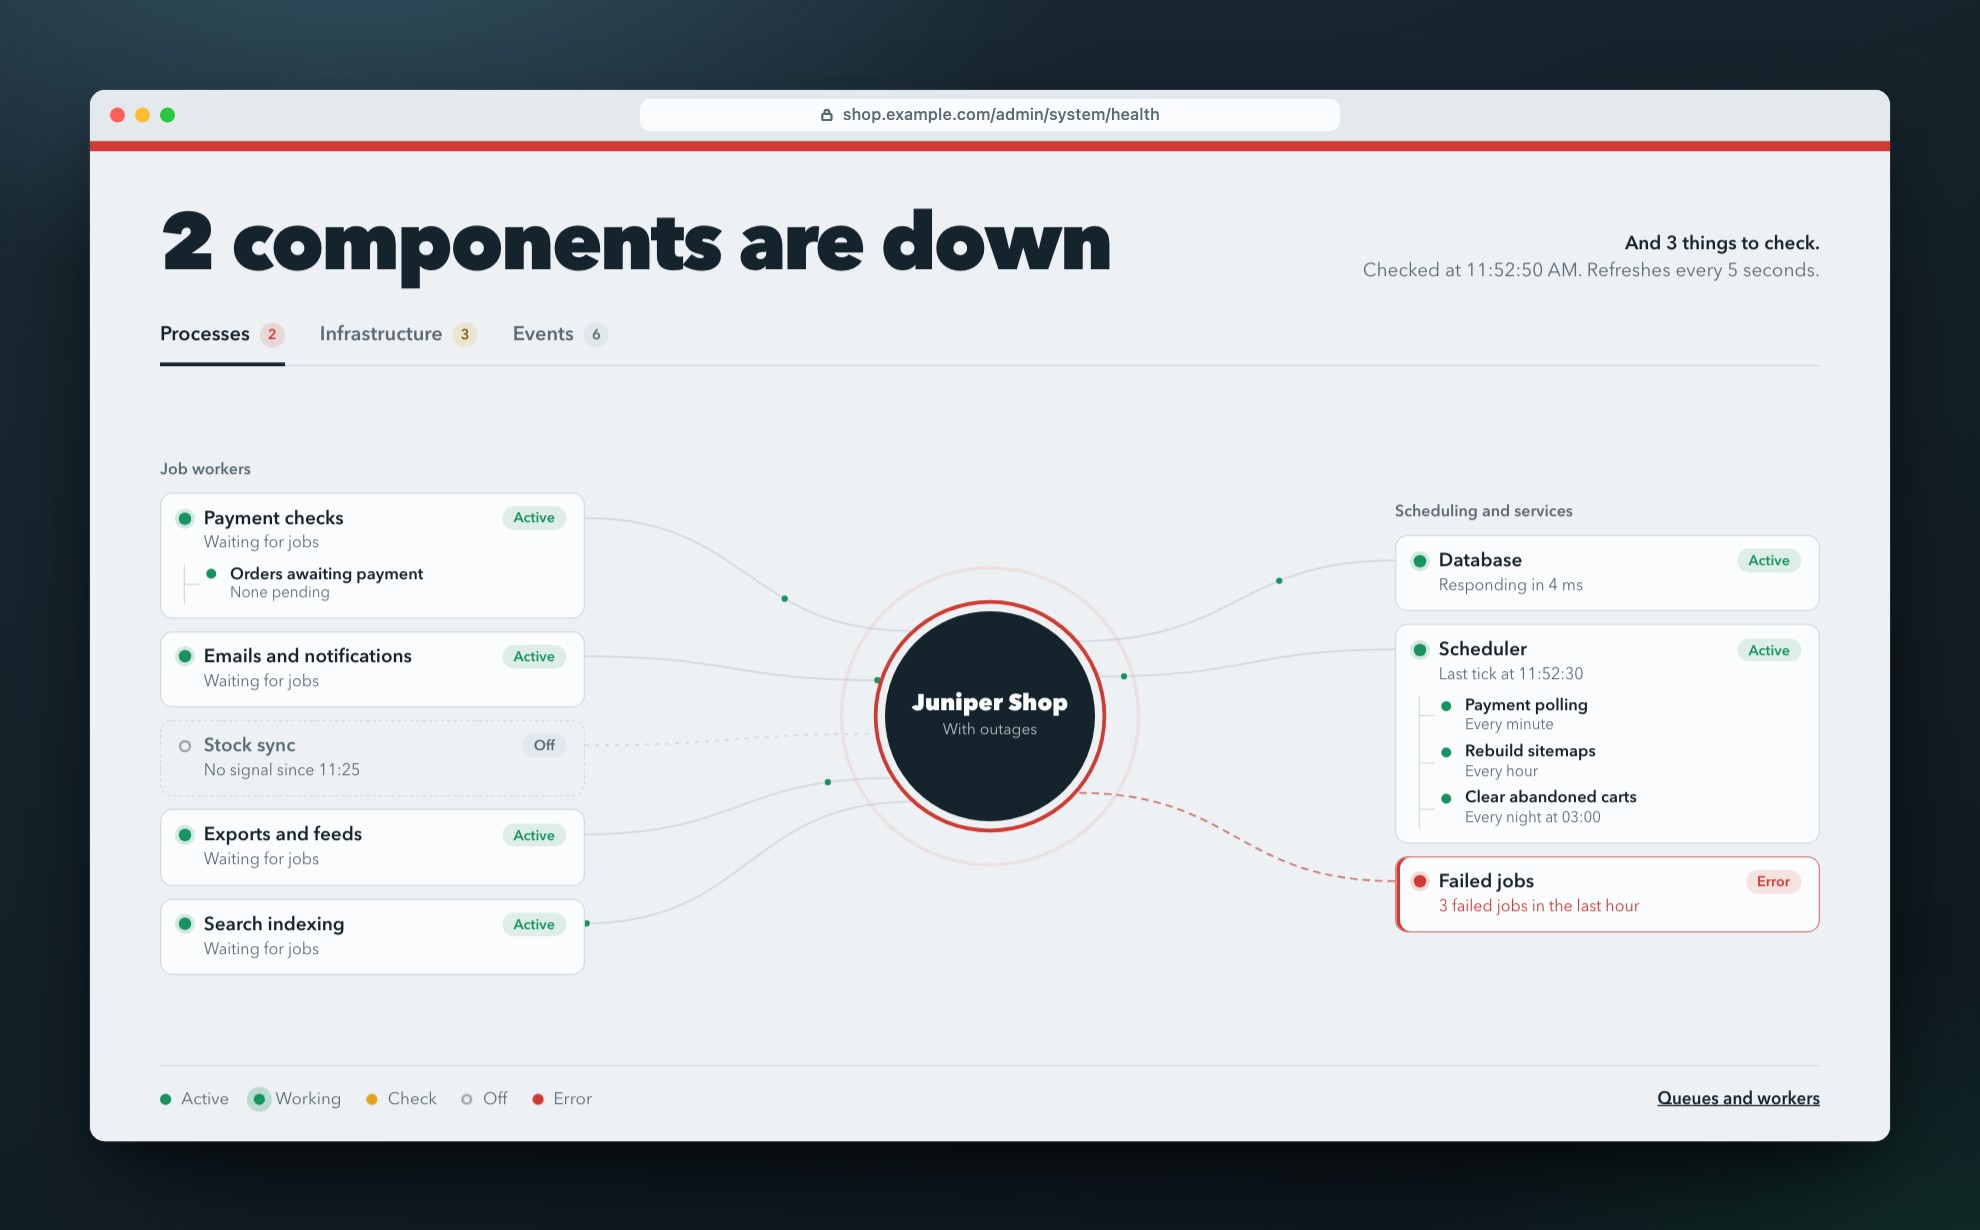 shop.example.com/admin/system/health
2 components are down
And 3 things to check.
Checked at 11:52:50 AM. Refreshes every 5 seconds.
Processes 2 Infrastructure 3 Events 6
Job workers
Payment checks Active
Waiting for jobs
Orders awaiting payment
None pending
Emails and notifications Active
Waiting for jobs
Stock sync Off
No signal since 11:25
Exports and feeds Active
Waiting for jobs
Search indexing Active
Waiting for jobs
Juniper Shop
With outages
Scheduling and services
Database Active
Responding in 4 ms
Scheduler Active
Last tick at 11:52:30
Payment polling
Every minute
Rebuild sitemaps
Every hour
Clear abandoned carts
Every night at 03:00
Failed jobs Error
3 failed jobs in the last hour
Active Working Check Off Error
Queues and workers